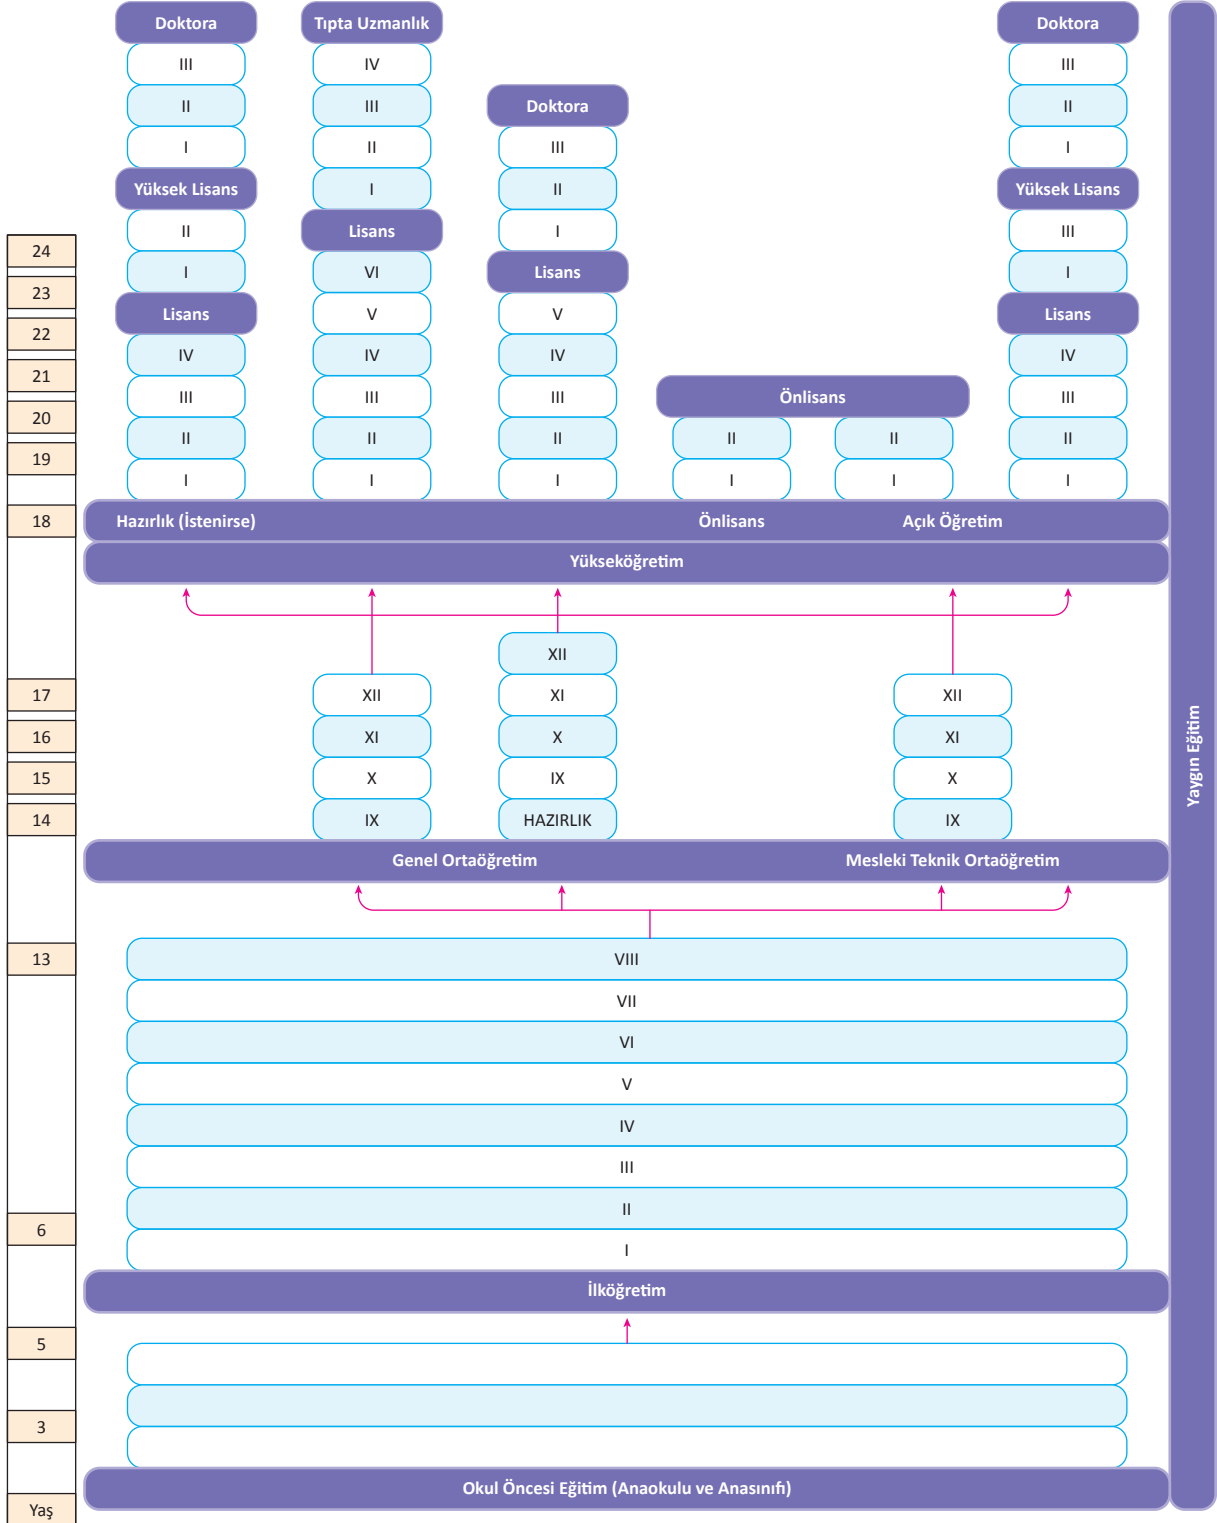 Doktora Tıpta Uzmanlık Doktora
III IV III
II III Doktora II
I II III I
Yüksek Lisans I II Yüksek Lisans
II Lisans I III
24 I VI Lisans I
23 Lisans V V Lisans
22 IV IV IV IV
21 III III III Önlisans III
20 II II II II II II
19 I I I I I I
18 Hazırlık (İstenirse) Önlisans Açık Öğretim
Yükseköğretim
XII
17 XII XI XII
16 XI X XI
15 X IX X
14 IX HAZIRLIK IX
Genel Ortaöğretim Mesleki Teknik Ortaöğretim
13 VIII
VII
VI
V
IV
III
II
6
I
İlköğretim
5
3
Okul Öncesi Eğitim (Anaokulu ve Anasınıfı)
Yaş
Yaygın Eğitim